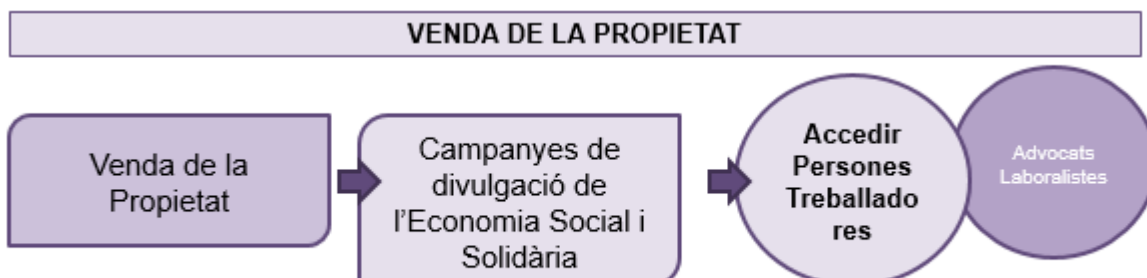 VENDA DE LA PROPIETAT
Venda de la
Propietat
Campanyes de
divulgació de
l’Economia Social i
Solidària
Accedir
Persones
Treballado
res
Advocats
Laboralistes